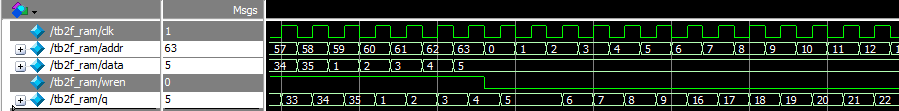 Msgs
/tb2f_ram/clk 1
/tb2f_ram/addr 63 57 58 59 60 61 62 63 0 1 2 3 4 5 6 7 8 9 10 11 12
/tb2f_ram/data 5 34 35 1 2 3 4 5
/tb2f_ram/wren 0
/tb2f_ram/q 5 33 34 35 1 2 3 4 5 6 7 8 9 16 17 18 19 20 21 22